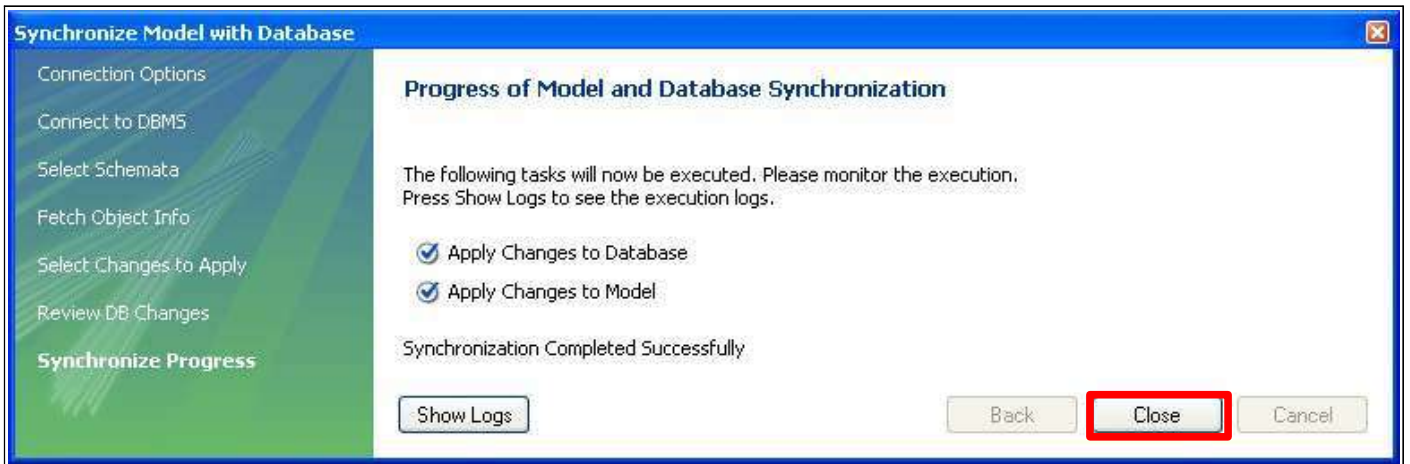 Synchronize Model with Database
Connection Options
Connect to DBMS
Select Schemata
Fetch Object Info
Select Changes to Apply
Review DB Changes
Synchronize Progress
Progress of Model and Database Synchronization
The following tasks will now be executed. Please monitor the execution.
Press Show Logs to see the execution logs.
Apply Changes to Database
Apply Changes to Model
Synchronization Completed Successfully
Show Logs
Back
Close
Cancel